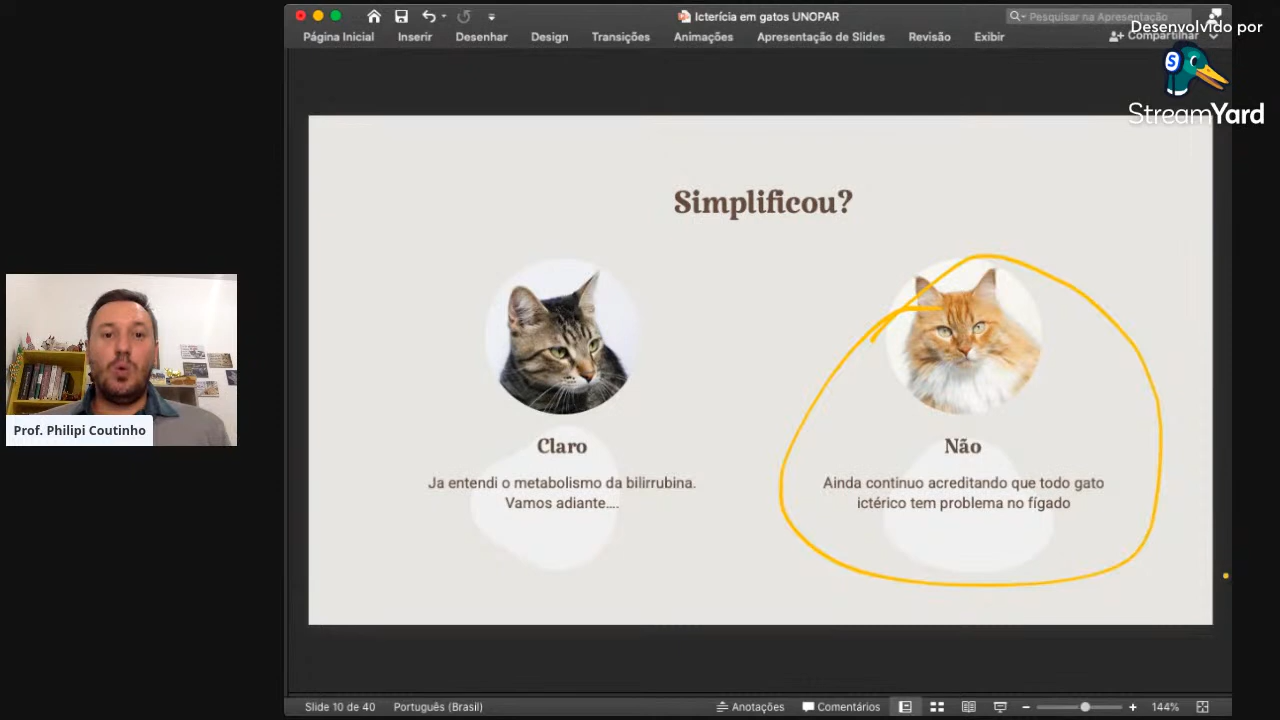 Icterícia em gatos UNOPAR
Pesquisar na Apresentação
Desenvolvido por
Página Inicial
Inserir
Desenhar
Design
Transições
Animações
Apresentação de Slides
Revisão
Exibir
Compartilhar
S
StreamYard
Simplificou?
Claro
Ja entendi o metabolismo da bilirrubina.
Vamos adiante....
Não
Ainda continuo acreditando que todo gato
ictérico tem problema no fígado
Prof. Philipi Coutinho
Slide 10 de 40
Português (Brasil)
Anotações
Comentários
144%